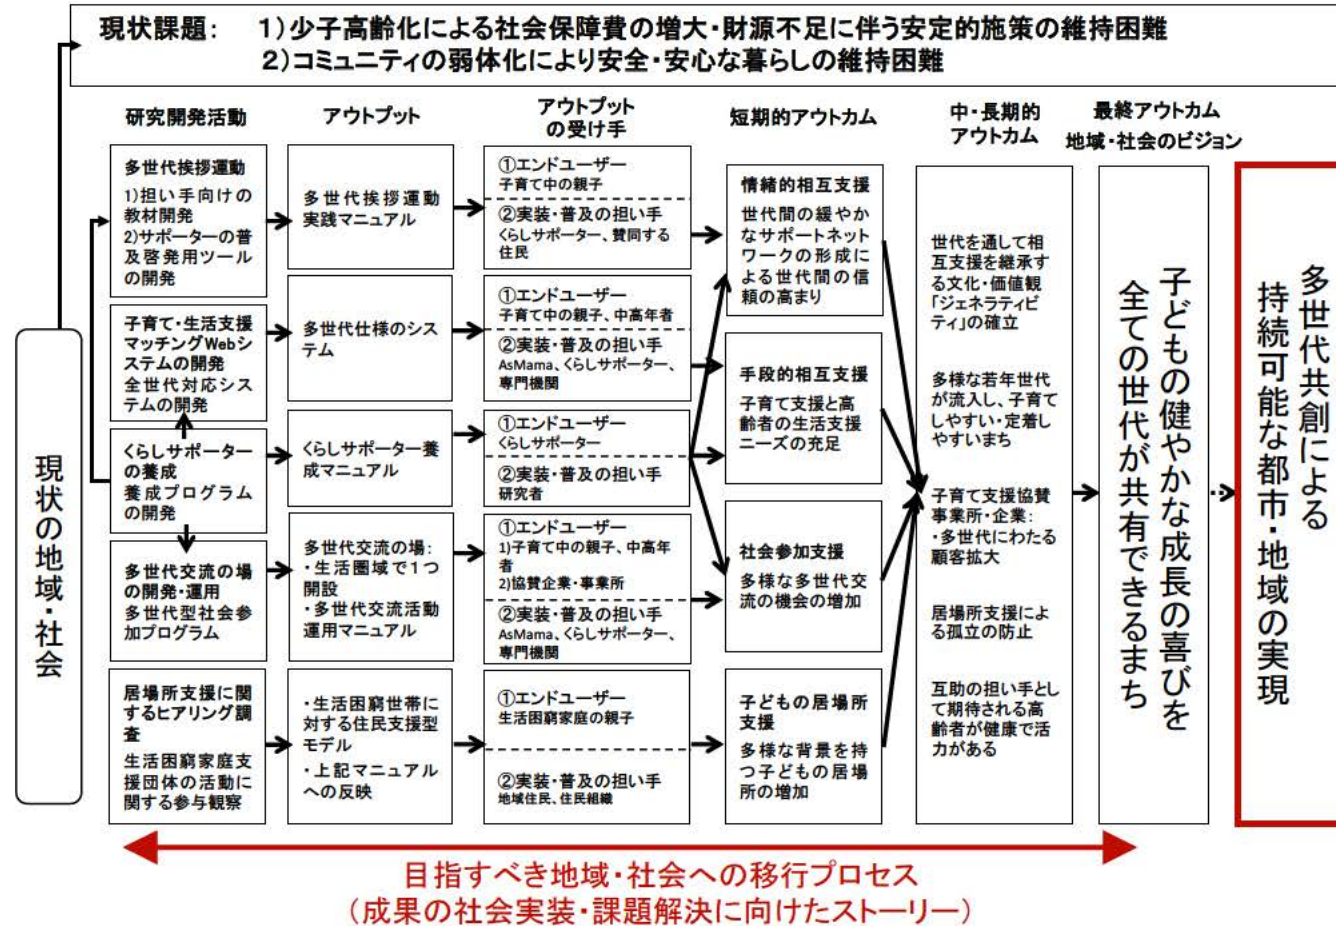 現状課題： 1）少子高齢化による社会保障費の増大・財源不足に伴う安定的施策の維持困難
2）コミュニティの弱体化により安全・安心な暮らしの維持困難
現状の地域・社会
研究開発活動
多世代挨拶運動
1)担い手向けの
教材開発
2)サポーターの普
及啓発用ツール
の開発
子育て・生活支援
マッチングWebシ
ステムの開発
全世代対応シス
テムの開発
くらしサポーター
の養成
養成プログラム
の開発
多世代交流の場
の開発・運用
多世代型社会参
加プログラム
居場所支援に関
するヒアリング調
査
生活困窮家庭支
援団体の活動に
関する参与観察
アウトプット
多世代挨拶運動
実践マニュアル
多世代仕様のシス
テム
くらしサポーター養
成マニュアル
多世代交流の場：
・生活圏域で１つ
開設
・多世代交流活動
運用マニュアル
・生活困窮世帯に
対する住民支援型
モデル
・上記マニュアル
への反映
アウトプット
の受け手
①エンドユーザー
子育て中の親子
②実装・普及の担い手
くらしサポーター、賛同する
住民
①エンドユーザー
子育て中の親子、中高年者
②実装・普及の担い手
AsMama、くらしサポーター、
専門機関
①エンドユーザー
くらしサポーター
②実装・普及の担い手
研究者
①エンドユーザー
1)子育て中の親子、中高年
者
2)協賛企業・事業所
②実装・普及の担い手
AsMama、くらしサポーター、
専門機関
①エンドユーザー
生活困窮家庭の親子
②実装・普及の担い手
地域住民、住民組織
短期的アウトカム
情緒的相互支援
世代間の緩やか
なサポートネット
ワークの形成に
よる世代間の信
頼の高まり
手段的相互支援
子育て支援と高
齢者の生活支援
ニーズの充足
社会参加支援
多様な多世代交
流の機会の増加
子どもの居場所
支援
多様な背景を持
つ子どもの居場
所の増加
中・長期的
アウトカム
世代を通して相
互支援を継承す
る文化・価値観
「ジェネラティビ
ティ」の確立
多様な若年世代
が流入し、子育て
しやすい・定着し
やすいまち
子育て支援協賛
事業所・企業：
・多世代にわたる
顧客拡大
居場所支援によ
る孤立の防止
互助の担い手とし
て期待される高
齢者が健康で活
力がある
最終アウトカム
地域・社会のビジョン
子どもの健やかな成長の喜びを
全ての世代が共有できるまち
多世代共創による
持続可能な都市・地域の実現
目指すべき地域・社会への移行プロセス
（成果の社会実装・課題解決に向けたストーリー）